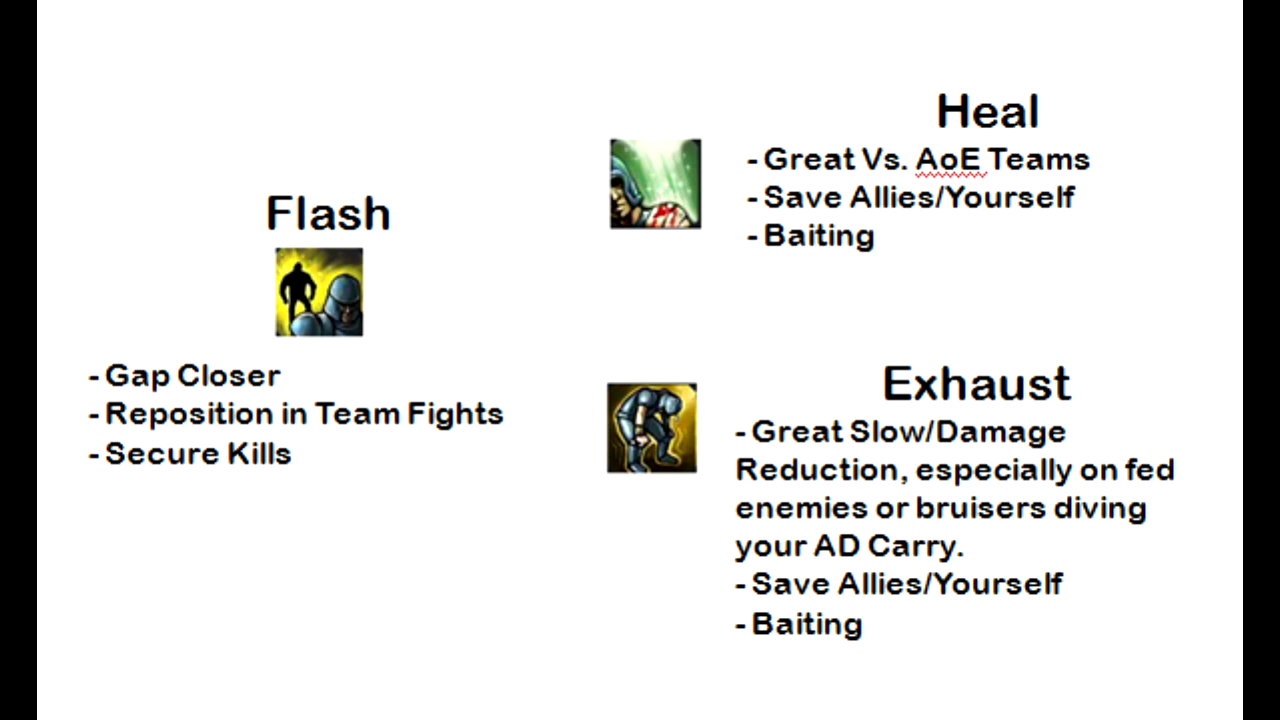 Flash
- Gap Closer
- Reposition in Team Fights
- Secure Kills
Heal
- Great Vs. AoE Teams
- Save Allies/Yourself
- Baiting
Exhaust
- Great Slow/Damage
Reduction, especially on fed
enemies or bruisers diving
your AD Carry.
- Save Allies/Yourself
- Baiting